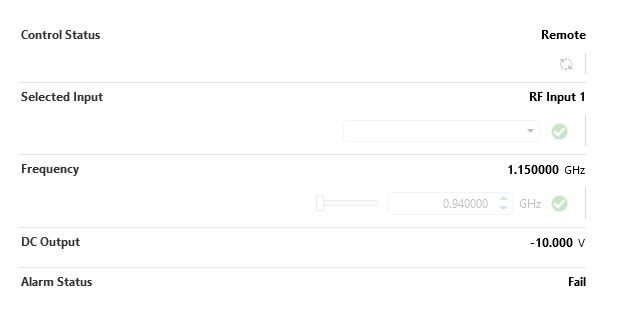 Control Status Remote
Selected Input RF Input 1
Frequency 1.150000 GHz
0.940000 GHz
DC Output -10.000 V
Alarm Status Fail